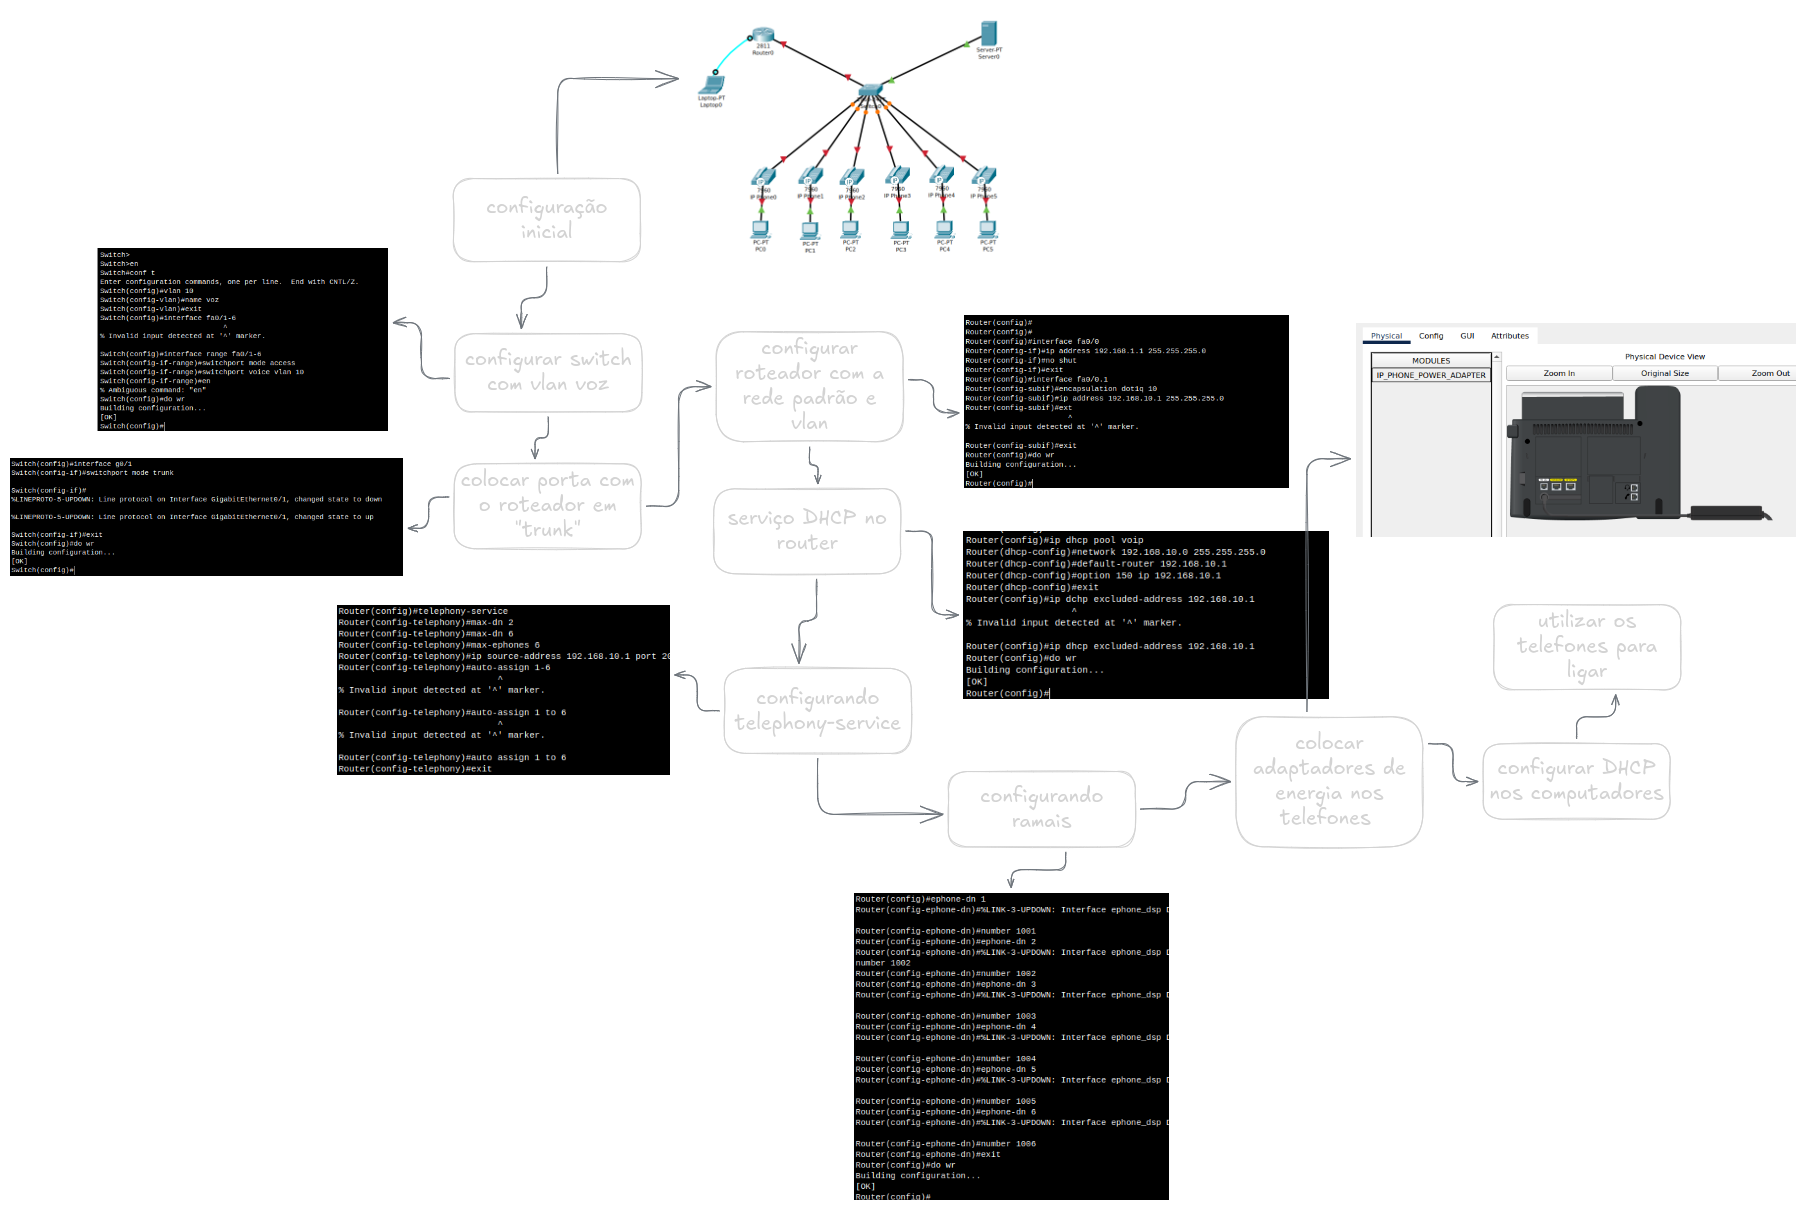 2811
Router0
Server-PT
Server0
Laptop-PT
Laptop0
7960
IP Phone0
7960
IP Phone1
7960
IP Phone2
7960
IP Phone3
7960
IP Phone4
7960
IP Phone5
PC-PT
PC0
PC-PT
PC1
PC-PT
PC2
PC-PT
PC3
PC-PT
PC4
PC-PT
PC5
configuração
inicial
Switch>
Switch>en
Switch#conf t
Enter configuration commands, one per line.  End with CNTL/Z.
Switch(config)#vlan 10
Switch(config-vlan)#name voz
Switch(config-vlan)#exit
Switch(config)#interface fa0/1-6
^
% Invalid input detected at '^' marker.
Switch(config)#interface range fa0/1-6
Switch(config-if-range)#switchport mode access
Switch(config-if-range)#switchport voice vlan 10
Switch(config-if-range)#en
% Ambiguous command: "en"
Switch(config)#do wr
Building configuration...
[OK]
Switch(config)#
configurar switch
com vlan voz
Switch(config)#interface g0/1
Switch(config-if)#switchport mode trunk
Switch(config-if)#
%LINEPROTO-5-UPDOWN: Line protocol on Interface GigabitEthernet0/1, changed state to down
%LINEPROTO-5-UPDOWN: Line protocol on Interface GigabitEthernet0/1, changed state to up
Switch(config-if)#exit
Switch(config)#do wr
Building configuration...
[OK]
Switch(config)#
colocar porta com
o roteador em
"trunk"
configurar
roteador com a
rede padrão e
vlan
Router(config)#
Router(config)#
Router(config)#interface fa0/0
Router(config-if)#ip address 192.168.1.1 255.255.255.0
Router(config-if)#no shut
Router(config-if)#exit
Router(config)#interface fa0/0.1
Router(config-subif)#encapsulation dot1q 10
Router(config-subif)#ip address 192.168.10.1 255.255.255.0
Router(config-subif)#ext
^
% Invalid input detected at '^' marker.
Router(config-subif)#exit
Router(config)#do wr
Building configuration...
[OK]
Router(config)#
serviço DHCP no
router
Router(config)#ip dhcp pool voip
Router(dhcp-config)#network 192.168.10.0 255.255.255.0
Router(dhcp-config)#default-router 192.168.10.1
Router(dhcp-config)#option 150 ip 192.168.10.1
Router(dhcp-config)#exit
Router(config)#ip dchp excluded-address 192.168.10.1
^
% Invalid input detected at '^' marker.
Router(config)#ip dhcp excluded-address 192.168.10.1
Router(config)#do wr
Building configuration...
[OK]
Router(config)#
Router(config)#telephony-service
Router(config-telephony)#max-dn 2
Router(config-telephony)#max-dn 6
Router(config-telephony)#max-ephones 6
Router(config-telephony)#ip source-address 192.168.10.1 port 20
Router(config-telephony)#auto-assign 1-6
^
% Invalid input detected at '^' marker.
Router(config-telephony)#auto-assign 1 to 6
^
% Invalid input detected at '^' marker.
Router(config-telephony)#auto assign 1 to 6
Router(config-telephony)#exit
configurando
telephony-service
configurando
ramais
Router(config)#ephone-dn 1
Router(config-ephone-dn)#%LINK-3-UPDOWN: Interface ephone_dsp D
Router(config-ephone-dn)#number 1001
Router(config-ephone-dn)#ephone-dn 2
Router(config-ephone-dn)#%LINK-3-UPDOWN: Interface ephone_dsp D
number 1002
Router(config-ephone-dn)#number 1002
Router(config-ephone-dn)#ephone-dn 3
Router(config-ephone-dn)#%LINK-3-UPDOWN: Interface ephone_dsp D
Router(config-ephone-dn)#number 1003
Router(config-ephone-dn)#ephone-dn 4
Router(config-ephone-dn)#%LINK-3-UPDOWN: Interface ephone_dsp D
Router(config-ephone-dn)#number 1004
Router(config-ephone-dn)#ephone-dn 5
Router(config-ephone-dn)#%LINK-3-UPDOWN: Interface ephone_dsp D
Router(config-ephone-dn)#number 1005
Router(config-ephone-dn)#ephone-dn 6
Router(config-ephone-dn)#%LINK-3-UPDOWN: Interface ephone_dsp D
Router(config-ephone-dn)#number 1006
Router(config-ephone-dn)#exit
Router(config)#do wr
Building configuration...
[OK]
Router(config)#
colocar
adaptadores de
energia nos
telefones
Physical Config GUI Attributes
MODULES
IP_PHONE_POWER_ADAPTER
Physical Device View
Zoom In Original Size Zoom Out
configurar DHCP
nos computadores
utilizar os
telefones para
ligar